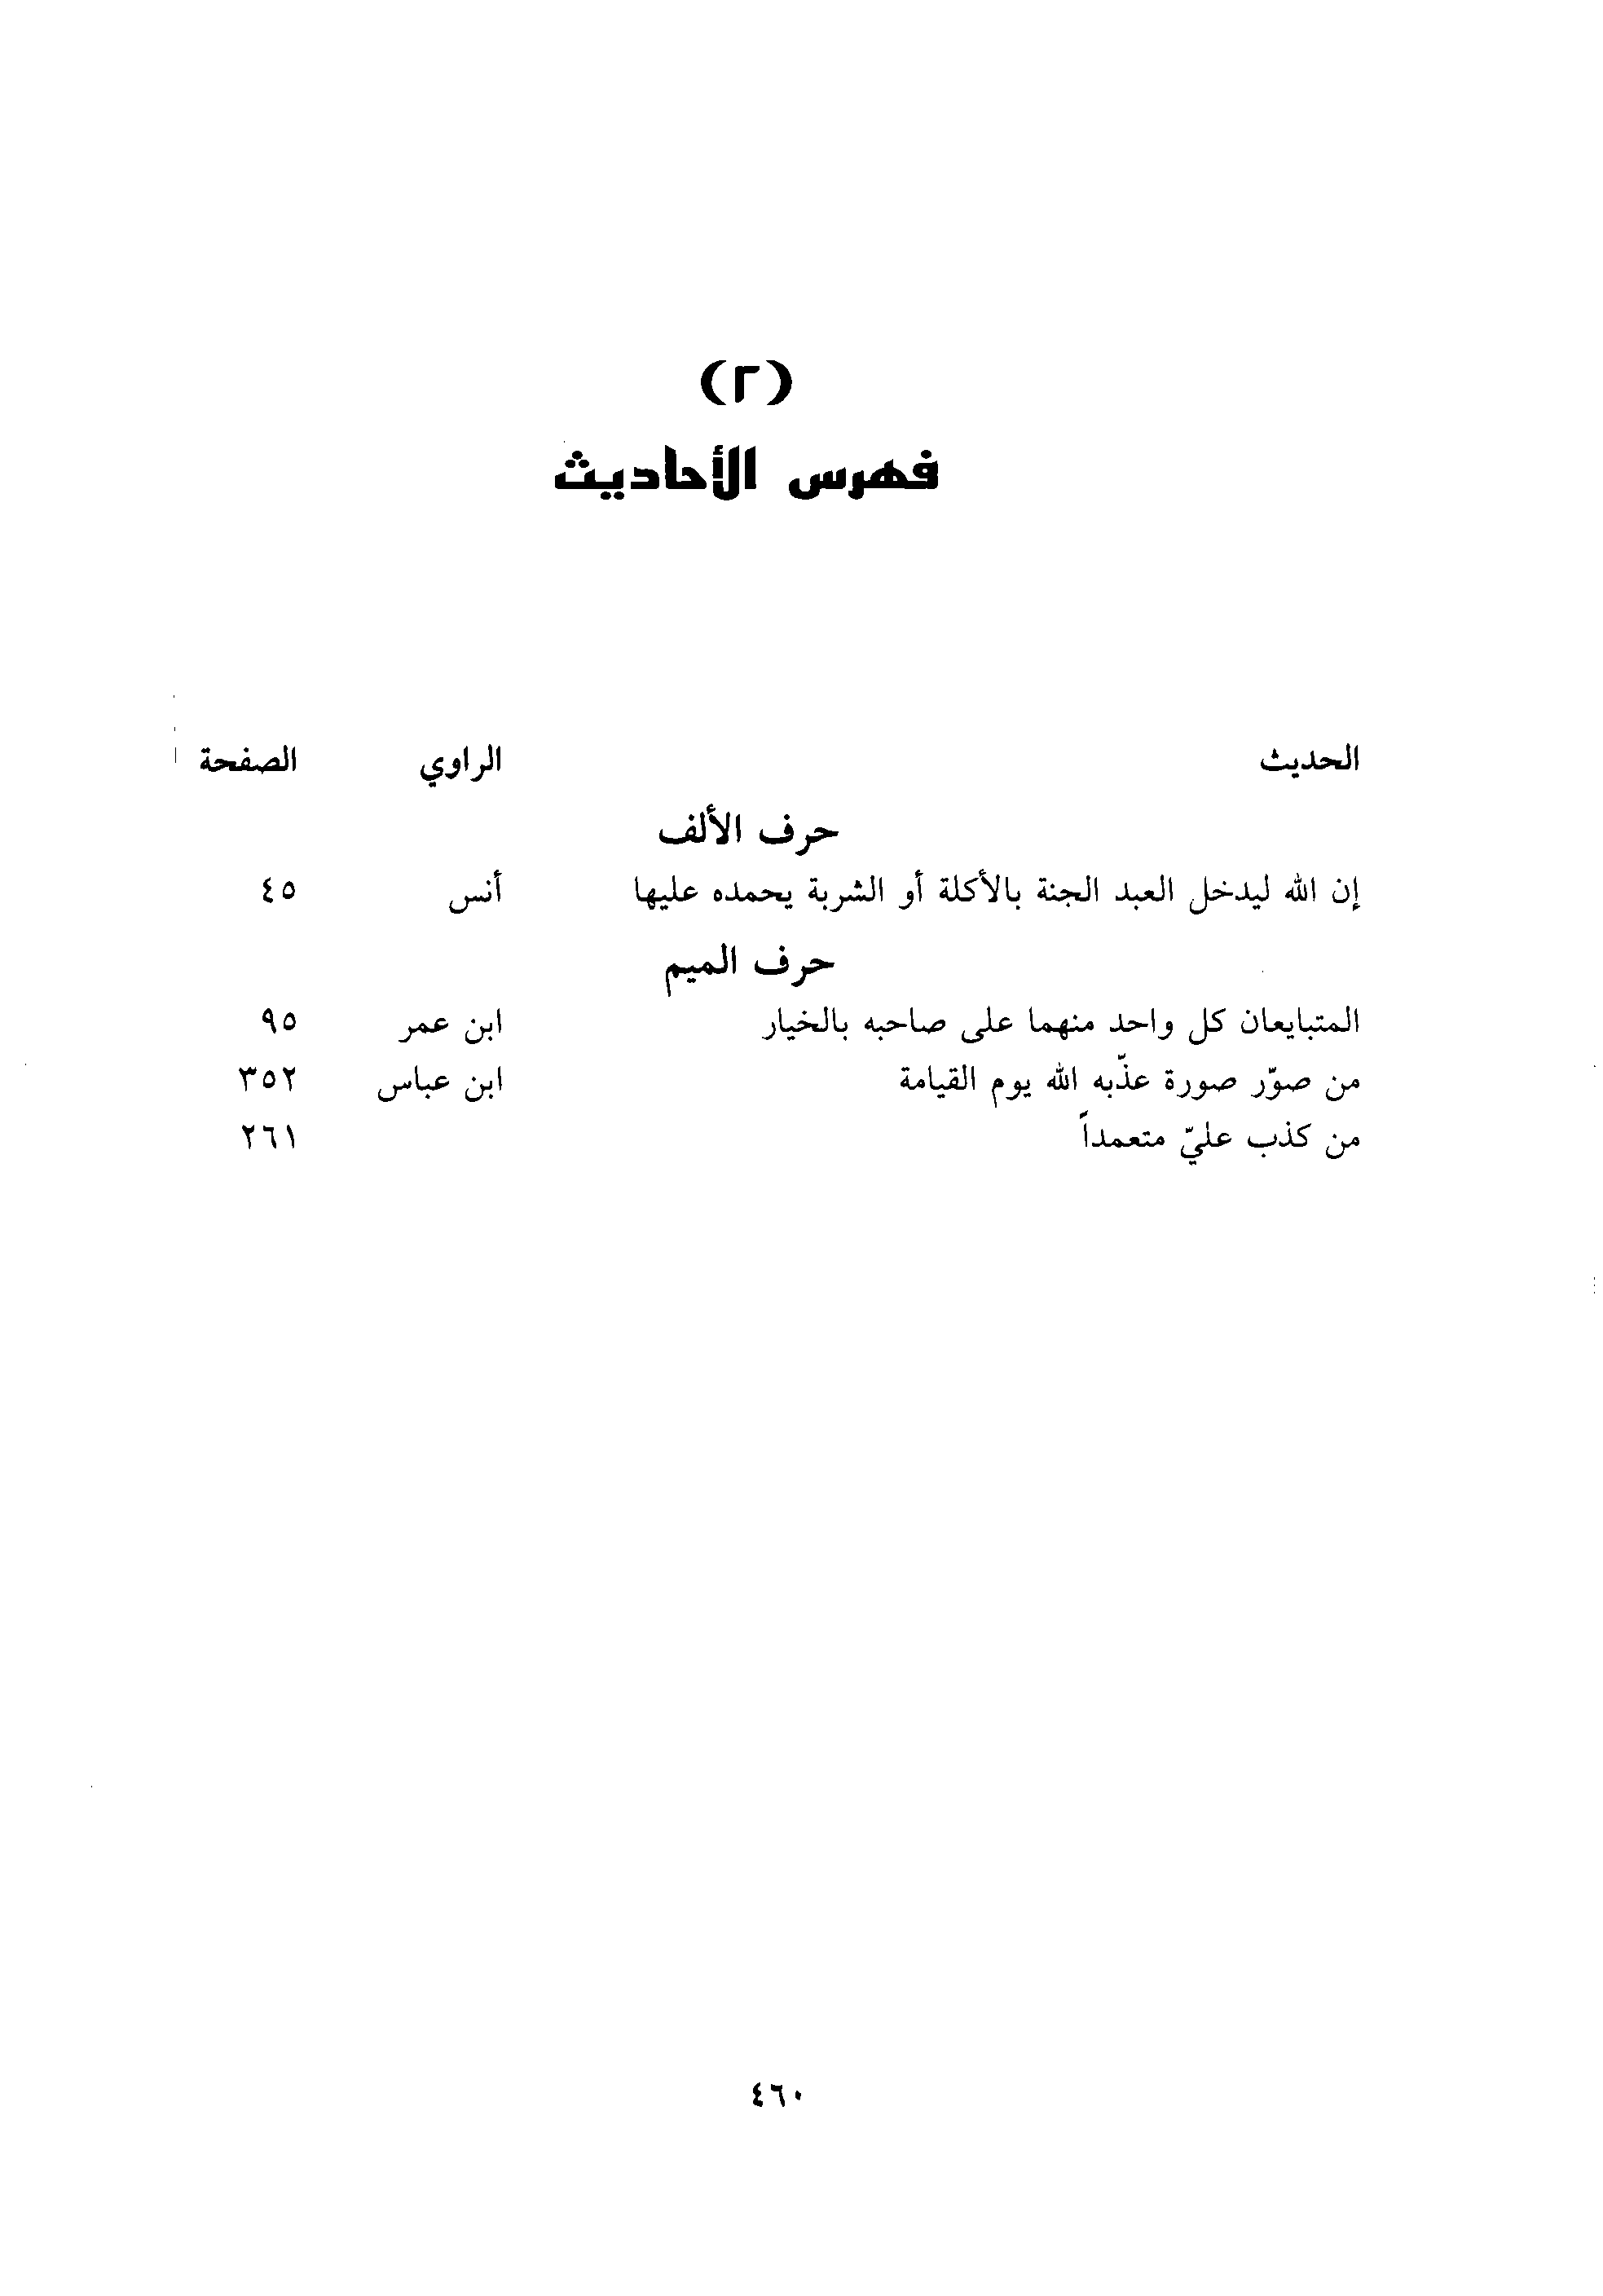 (٢)
فهرس الأحاديث
الحديث الراوي الصفحة
حرف الألف
إن الله ليدخل العبد الجنة بالأكلة أو الشربة يحمده عليها أنس ٤٥
حرف الميم
المتبايعان كل واحد منهما على صاحبه بالخيار ابن عمر ٩٥
من صوّر صورة عذّبه الله يوم القيامة ابن عباس ٣٥٢
من كذب عليّ متعمداً ٢٦١
٤٦٠